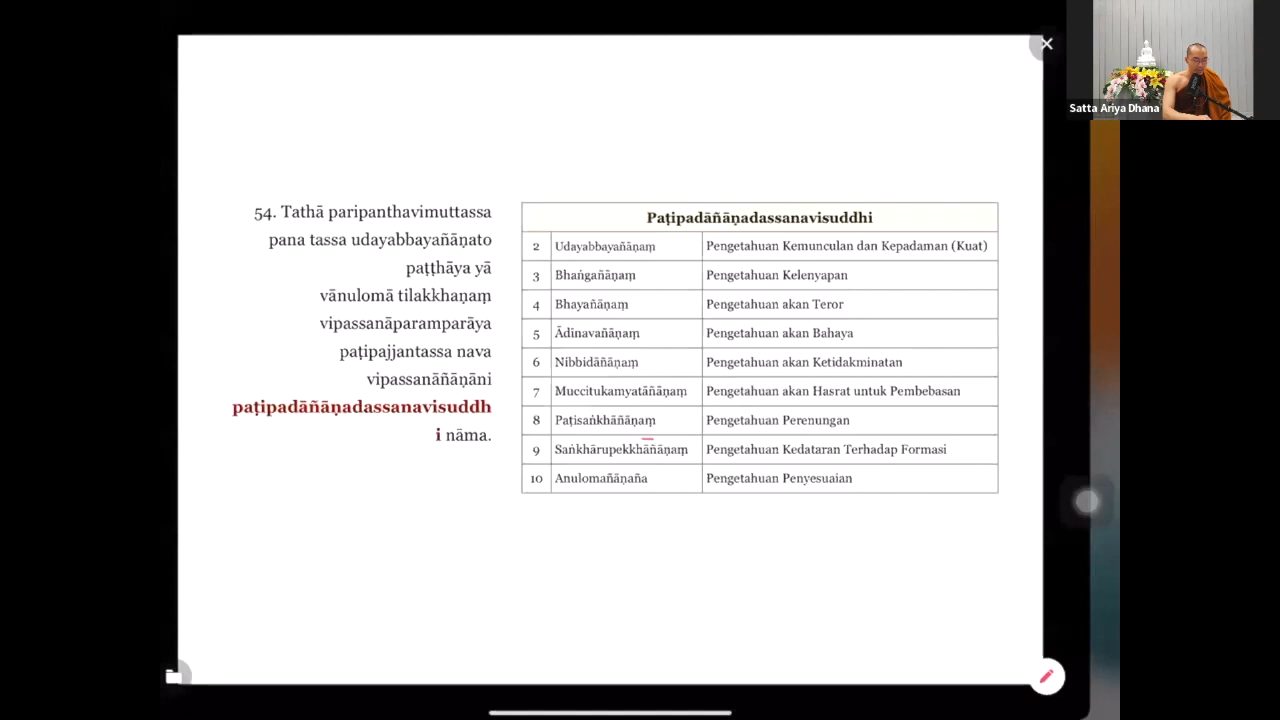 Satta Ariya Dhana
54. Tathā paripanthavimuttassa
pana tassa udayabbayañāṇato
paṭṭhāya yā
vānulomā tilakkhaṇaṃ
vipassanāparamparāya
paṭipajjantassa nava
vipassanāñāṇāni
paṭipadāñāṇadassanavisuddh
i nāma.
Paṭipadāñāṇadassanavisuddhi
2 Udayabbayañāṇaṃ Pengetahuan Kemunculan dan Kepadaman (Kuat)
3 Bhaṅgañāṇaṃ Pengetahuan Kelenyapan
4 Bhayañāṇaṃ Pengetahuan akan Teror
5 Ādīnavañāṇaṃ Pengetahuan akan Bahaya
6 Nibbidāñāṇaṃ Pengetahuan akan Ketidakminatan
7 Muccitukamyatāñāṇaṃ Pengetahuan akan Hasrat untuk Pembebasan
8 Paṭisaṅkhāñāṇaṃ Pengetahuan Perenungan
9 Saṅkhārupekkhāñāṇaṃ Pengetahuan Kedataran Terhadap Formasi
10 Anulomañāṇaña Pengetahuan Penyesuaian